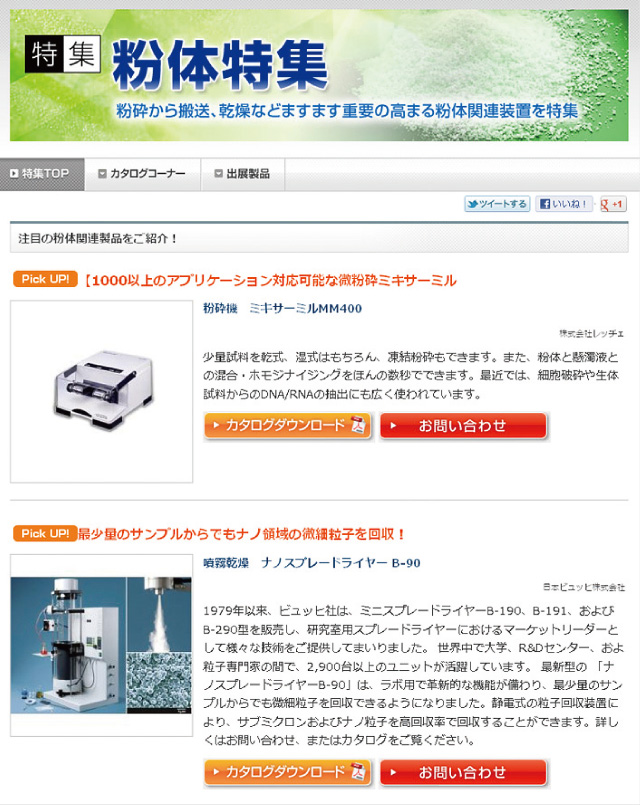 特集
粉体特集
粉砕から搬送、乾燥などますます重要の高まる粉体関連装置を特集
特集TOP
カタログコーナー
出展製品
ツイートする
いいね！
+1
注目の粉体関連製品をご紹介！
Pick UP!
【1000以上のアプリケーション対応可能な微粉砕ミキサーミル
粉砕機　ミキサーミルMM400
株式会社レッチェ
少量試料を乾式、湿式はもちろん、凍結粉砕もできます。また、粉体と懸濁液と
の混合・ホモジナイジングをほんの数秒でできます。最近では、細胞破砕や生体
試料からのDNA/RNAの抽出にも広く使われています。
カタログダウンロード
お問い合わせ
Pick UP!
最少量のサンプルからでもナノ領域の微細粒子を回収！
噴霧乾燥　ナノスプレードライヤー B-90
日本ビュッヒ株式会社
1979年以来、ビュッヒ社は、ミニスプレードライヤーB-190、B-191、および
B-290型を販売し、研究室用スプレードライヤーにおけるマーケットリーダーと
して様々な技術をご提供してまいりました。 世界中で大学、R&Dセンター、およ
粒子専門家の間で、2,900台以上のユニットが活躍しています。 最新型の 「ナ
ノスプレードライヤーB-90」は、ラボ用で革新的な機能が備わり、最少量のサン
プルからでも微細粒子を回収できるようになりました。静電式の粒子回収装置に
より、サブミクロンおよびナノ粒子を高回収率で回収することができます。詳し
くはお問い合わせ、またはカタログをご覧ください。
カタログダウンロード
お問い合わせ